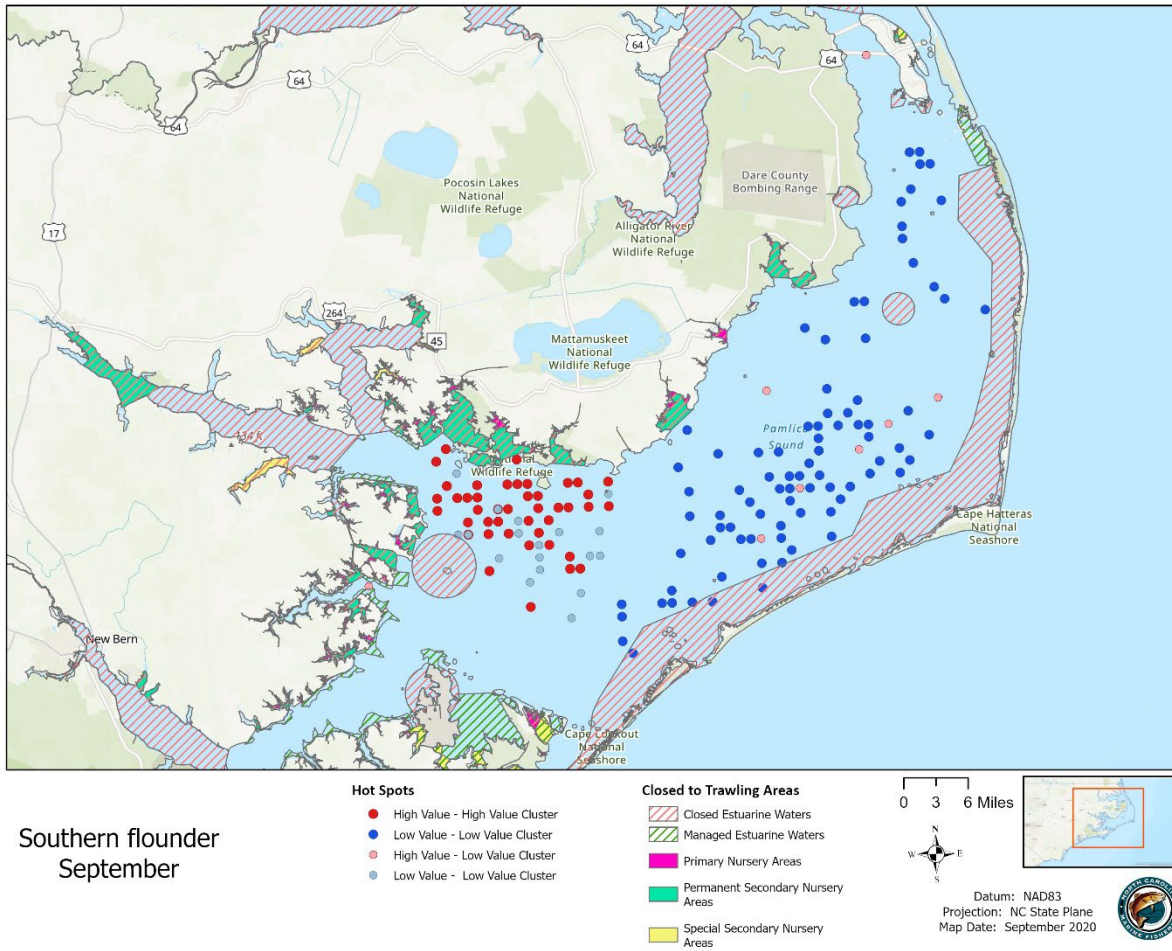 64
64
64
64
17
264
45
Pocosin Lakes
National
Wildlife Refuge
Dare County
Bombing Range
Alligator River
National
Wildlife Refuge
Mattamuskeet
National
Wildlife Refuge
Wildlife Refuge
Pamlico
Sound
Cape Hatteras
National
Seashore
New Bern
Cape Lookout
National
Seashore
Southern flounder
September
Hot Spots
High Value - High Value Cluster
Low Value - Low Value Cluster
High Value - Low Value Cluster
Low Value - Low Value Cluster
Closed to Trawling Areas
Closed Estuarine Waters
Managed Estuarine Waters
Primary Nursery Areas
Permanent Secondary Nursery
Areas
Special Secondary Nursery
Areas
0 3 6 Miles
N
W E
S
Datum: NAD83
Projection: NC State Plane
Map Date: September 2020
NORTH CAROLINA
MARINE FISHERIES